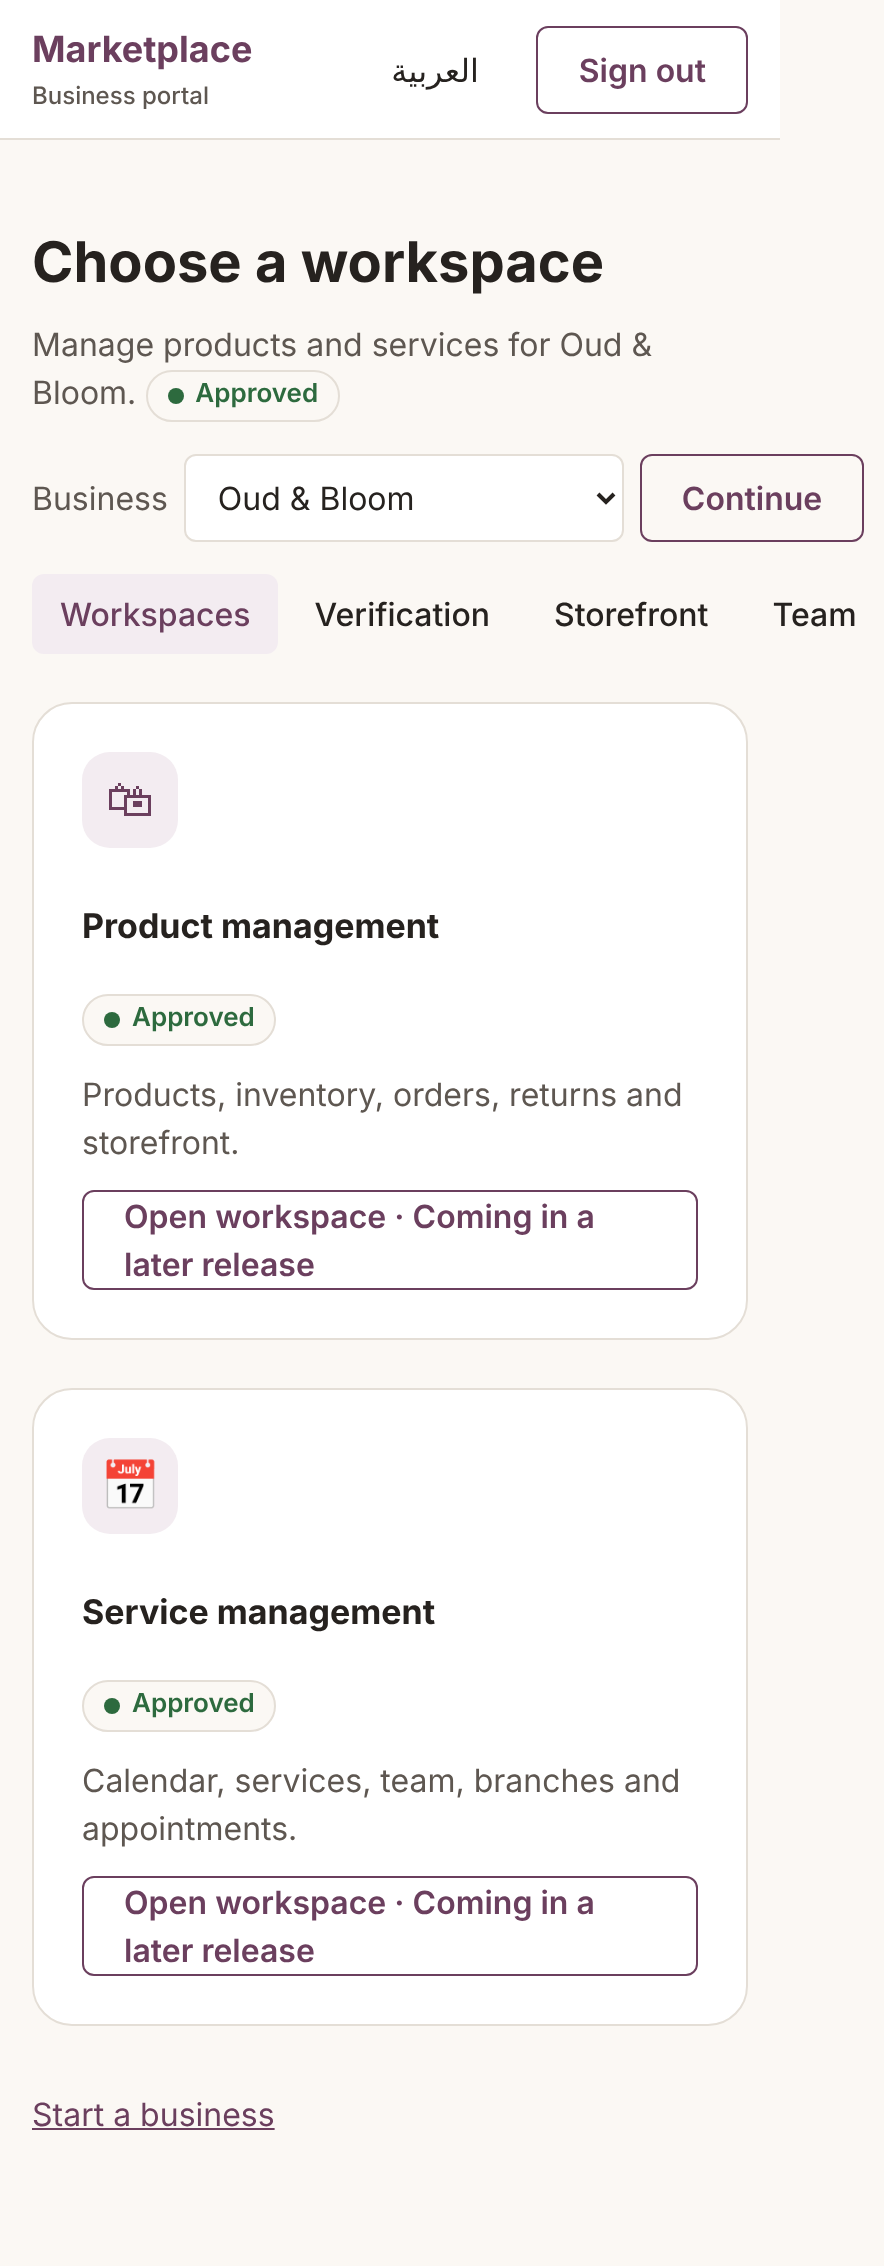 Marketplace
Business portal
العربية
Sign out
Choose a workspace
Manage products and services for Oud &
Bloom. Approved
Business Oud & Bloom Continue
Workspaces Verification Storefront Team
Product management
Approved
Products, inventory, orders, returns and
storefront.
Open workspace · Coming in a
later release
July
17
Service management
Approved
Calendar, services, team, branches and
appointments.
Open workspace · Coming in a
later release
Start a business